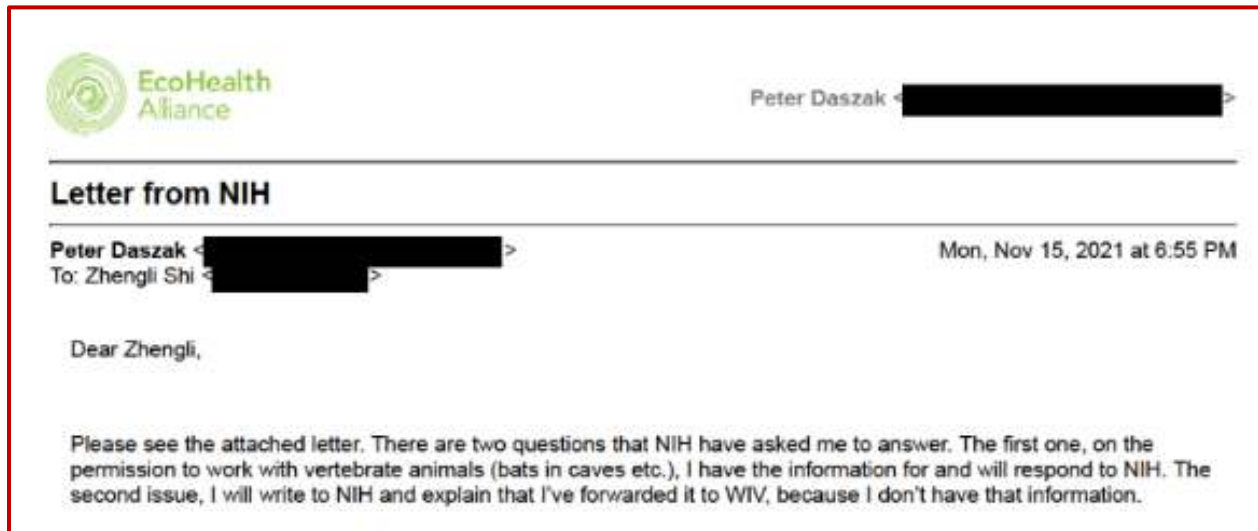 EcoHealth
Alliance
Peter Daszak < >
Letter from NIH
Peter Daszak < >
Mon, Nov 15, 2021 at 6:55 PM
To: Zhengli Shi < >
Dear Zhengli,
Please see the attached letter. There are two questions that NIH have asked me to answer. The first one, on the
permission to work with vertebrate animals (bats in caves etc.), I have the information for and will respond to NIH. The
second issue, I will write to NIH and explain that I've forwarded it to WIV, because I don't have that information.